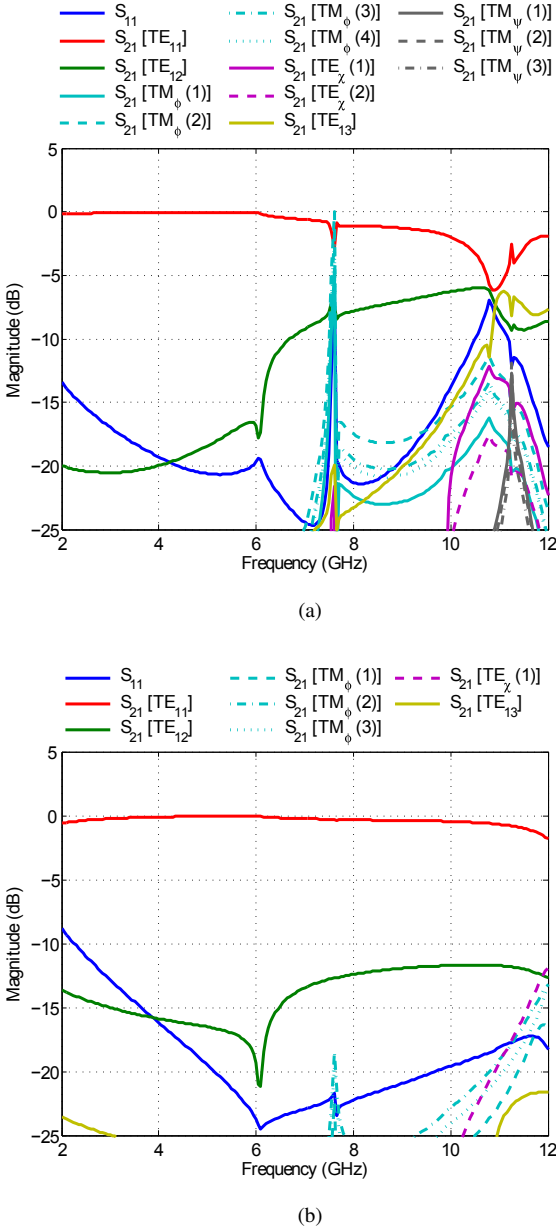 S11 S21 [TMϕ (3)] S21 [TMψ (1)]
S21 [TE11] S21 [TMϕ (4)] S21 [TMψ (2)]
S21 [TE12] S21 [TEχ (1)] S21 [TMψ (3)]
S21 [TMϕ (1)] S21 [TEχ (2)]
S21 [TMϕ (2)] S21 [TE13]
5
0
−5
−10
−15
−20
−25
Magnitude (dB)
2 4 6 8 10 12
Frequency (GHz)
(a)
S11 S21 [TMϕ (1)] S21 [TEχ (1)]
S21 [TE11] S21 [TMϕ (2)] S21 [TE13]
S21 [TE12] S21 [TMϕ (3)]
5
0
−5
−10
−15
−20
−25
Magnitude (dB)
2 4 6 8 10 12
Frequency (GHz)
(b)